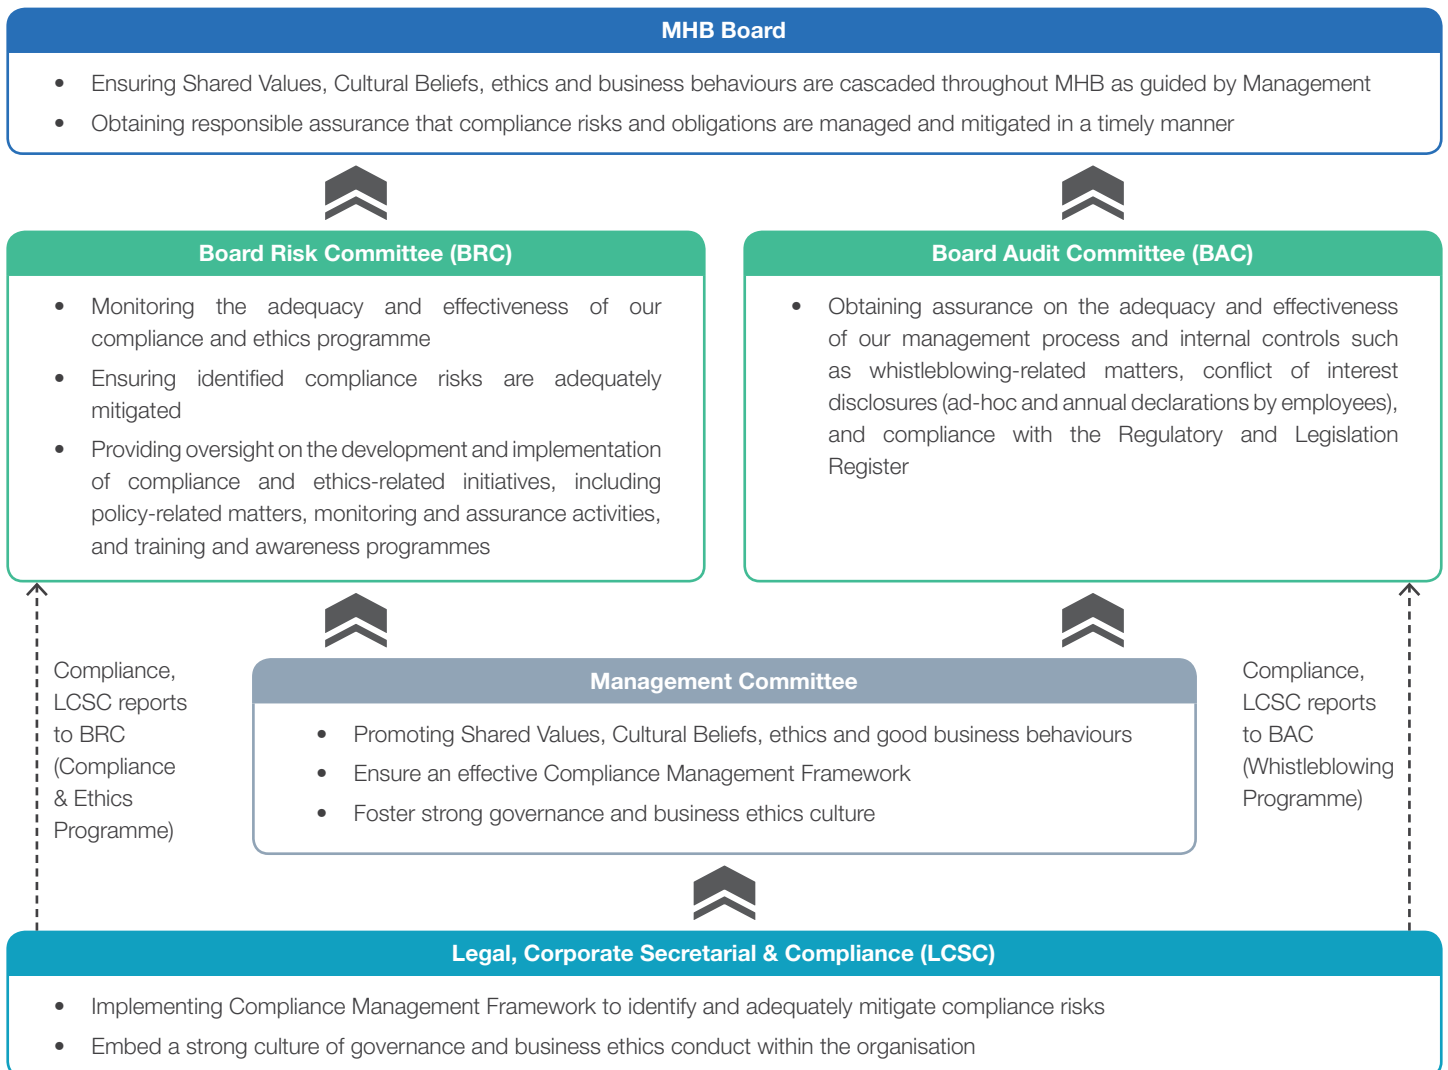 MHB Board
• Ensuring Shared Values, Cultural Beliefs, ethics and business behaviours are cascaded throughout MHB as guided by Management
• Obtaining responsible assurance that compliance risks and obligations are managed and mitigated in a timely manner
Board Risk Committee (BRC)
• Monitoring the adequacy and effectiveness of our
compliance and ethics programme
• Ensuring identified compliance risks are adequately
mitigated
• Providing oversight on the development and implementation
of compliance and ethics-related initiatives, including
policy-related matters, monitoring and assurance activities,
and training and awareness programmes
Board Audit Committee (BAC)
• Obtaining assurance on the adequacy and effectiveness
of our management process and internal controls such
as whistleblowing-related matters, conflict of interest
disclosures (ad-hoc and annual declarations by employees),
and compliance with the Regulatory and Legislation
Register
Compliance,
LCSC reports
to BRC
(Compliance
& Ethics
Programme)
Management Committee
• Promoting Shared Values, Cultural Beliefs, ethics and good business behaviours
• Ensure an effective Compliance Management Framework
• Foster strong governance and business ethics culture
Compliance,
LCSC reports
to BAC
(Whistleblowing
Programme)
Legal, Corporate Secretarial & Compliance (LCSC)
• Implementing Compliance Management Framework to identify and adequately mitigate compliance risks
• Embed a strong culture of governance and business ethics conduct within the organisation